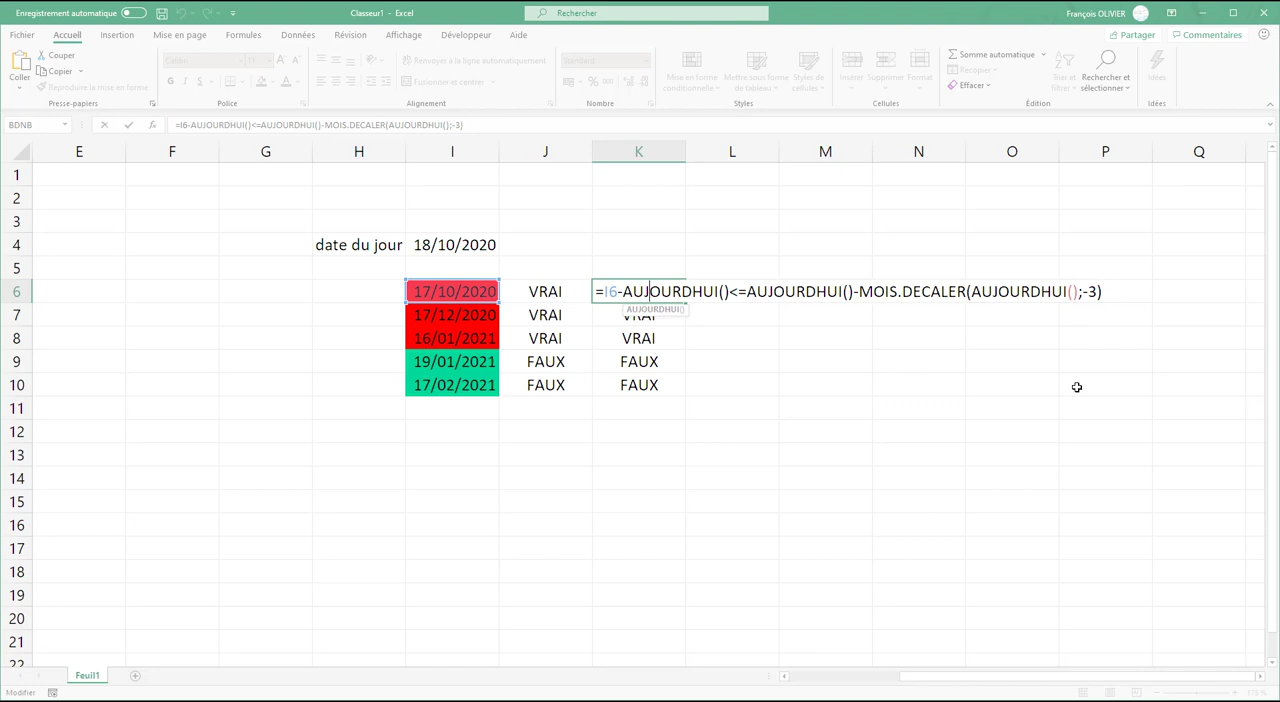 Enregistrement automatique
Classeur1 - Excel
Rechercher
François OLIVIER
Fichier Accueil Insertion Mise en page Formules Données Révision Affichage Développeur Aide
Partager Commentaires
Coller
Couper
Copier
Reproduire la mise en forme
Presse-papiers
Calibri
G I S
Police
Renvoyer à la ligne automatiquement
Fusionner et centrer
Alignement
Standard
% 000
Nombre
Mise en forme conditionnelle
Mettre sous forme de tableau
Styles de cellules
Styles
Insérer Supprimer Format
Cellules
Somme automatique
Recopier
Effacer
Trier et filtrer
Rechercher et sélectionner
Édition
Idées
Idées
BDNB
fx
=I6-AUJOURDHUI()<=AUJOURDHUI()-MOIS.DECALER(AUJOURDHUI();-3)
E F G H I J K L M N O P Q
1
2
3
4 date du jour 18/10/2020
5
6 17/10/2020 VRAI =I6-AUJOURDHUI()<=AUJOURDHUI()-MOIS.DECALER(AUJOURDHUI();-3)
AUJOURDHUI()
7 17/12/2020 VRAI VRAI
8 16/01/2021 VRAI VRAI
9 19/01/2021 FAUX FAUX
10 17/02/2021 FAUX FAUX
11
12
13
14
15
16
17
18
19
20
21
22
Feuil1
Modifier
175 %